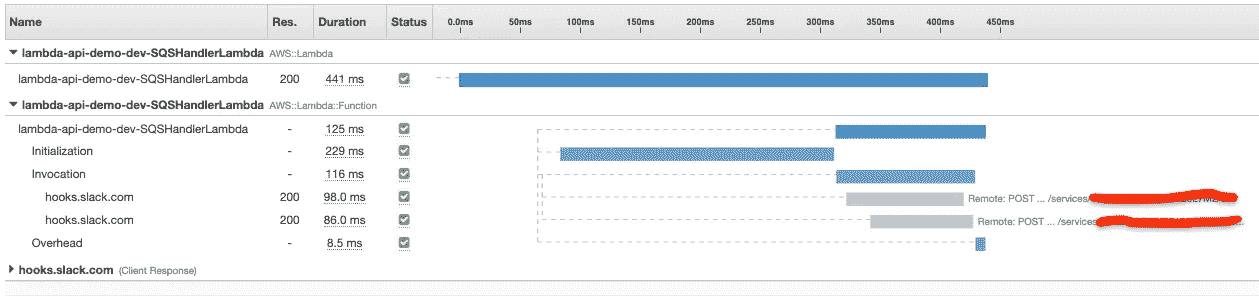 Name Res. Duration Status 0.0ms 50ms 100ms 150ms 200ms 250ms 300ms 350ms 400ms 450ms
lambda-api-demo-dev-SQSHandlerLambda AWS::Lambda
lambda-api-demo-dev-SQSHandlerLambda 200 441 ms
lambda-api-demo-dev-SQSHandlerLambda AWS::Lambda::Function
lambda-api-demo-dev-SQSHandlerLambda - 125 ms
Initialization - 229 ms
Invocation - 116 ms
hooks.slack.com 200 98.0 ms Remote: POST ... /services/
hooks.slack.com 200 86.0 ms Remote: POST ... /services
Overhead - 8.5 ms
hooks.slack.com (Client Response)